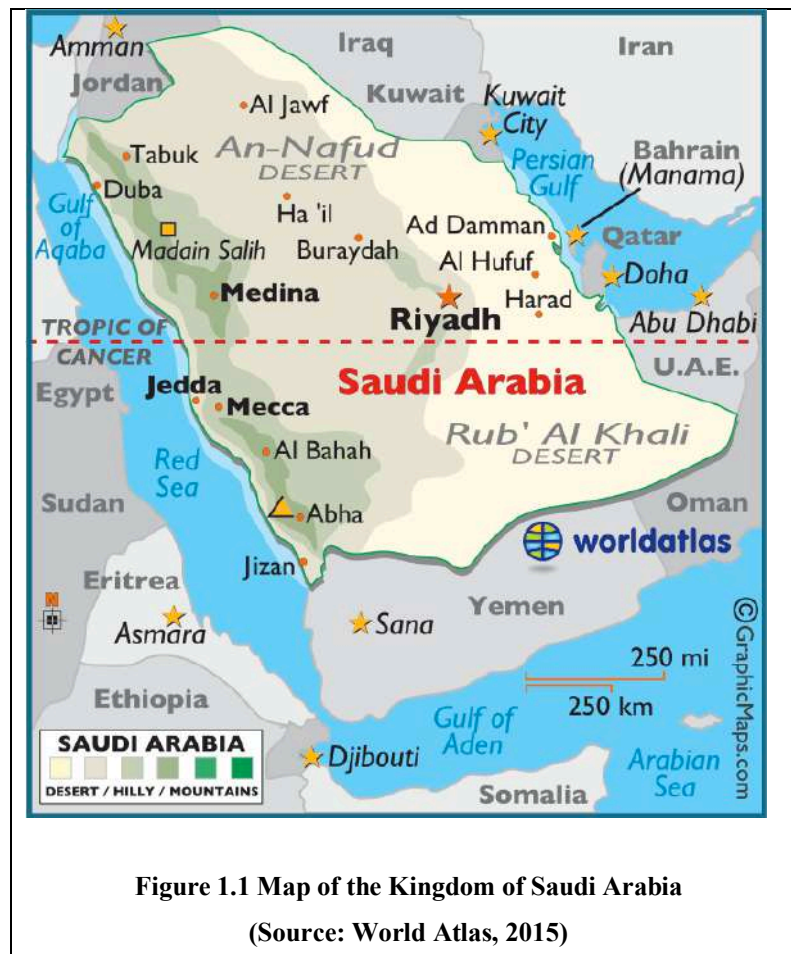 Amman
Iraq
Iran
Jordan
Kuwait
Kuwait
City
Al Jawf
An-Nafud
DESERT
Tabuk
Persian
Gulf
Bahrain
(Manama)
Duba
Gulf
of
Aqaba
Ha 'il
Madain Salih
Buraydah
Ad Damman
Qatar
Al Hufuf
Doha
Medina
Harad
Riyadh
Abu Dhabi
TROPIC OF
CANCER
U.A.E.
Egypt
Jedda
Saudi Arabia
Mecca
Rub' Al Khali
DESERT
Al Bahah
Red
Sea
Sudan
Oman
Abha
worldatlas
Jizan
Eritrea
N
Yemen
Asmara
Sana
©GraphicMaps.com
250 mi
250 km
Ethiopia
Gulf of
Aden
SAUDI ARABIA
DESERT / HILLY / MOUNTAINS
Djibouti
Arabian
Sea
Somalia
Figure 1.1 Map of the Kingdom of Saudi Arabia
(Source: World Atlas, 2015)